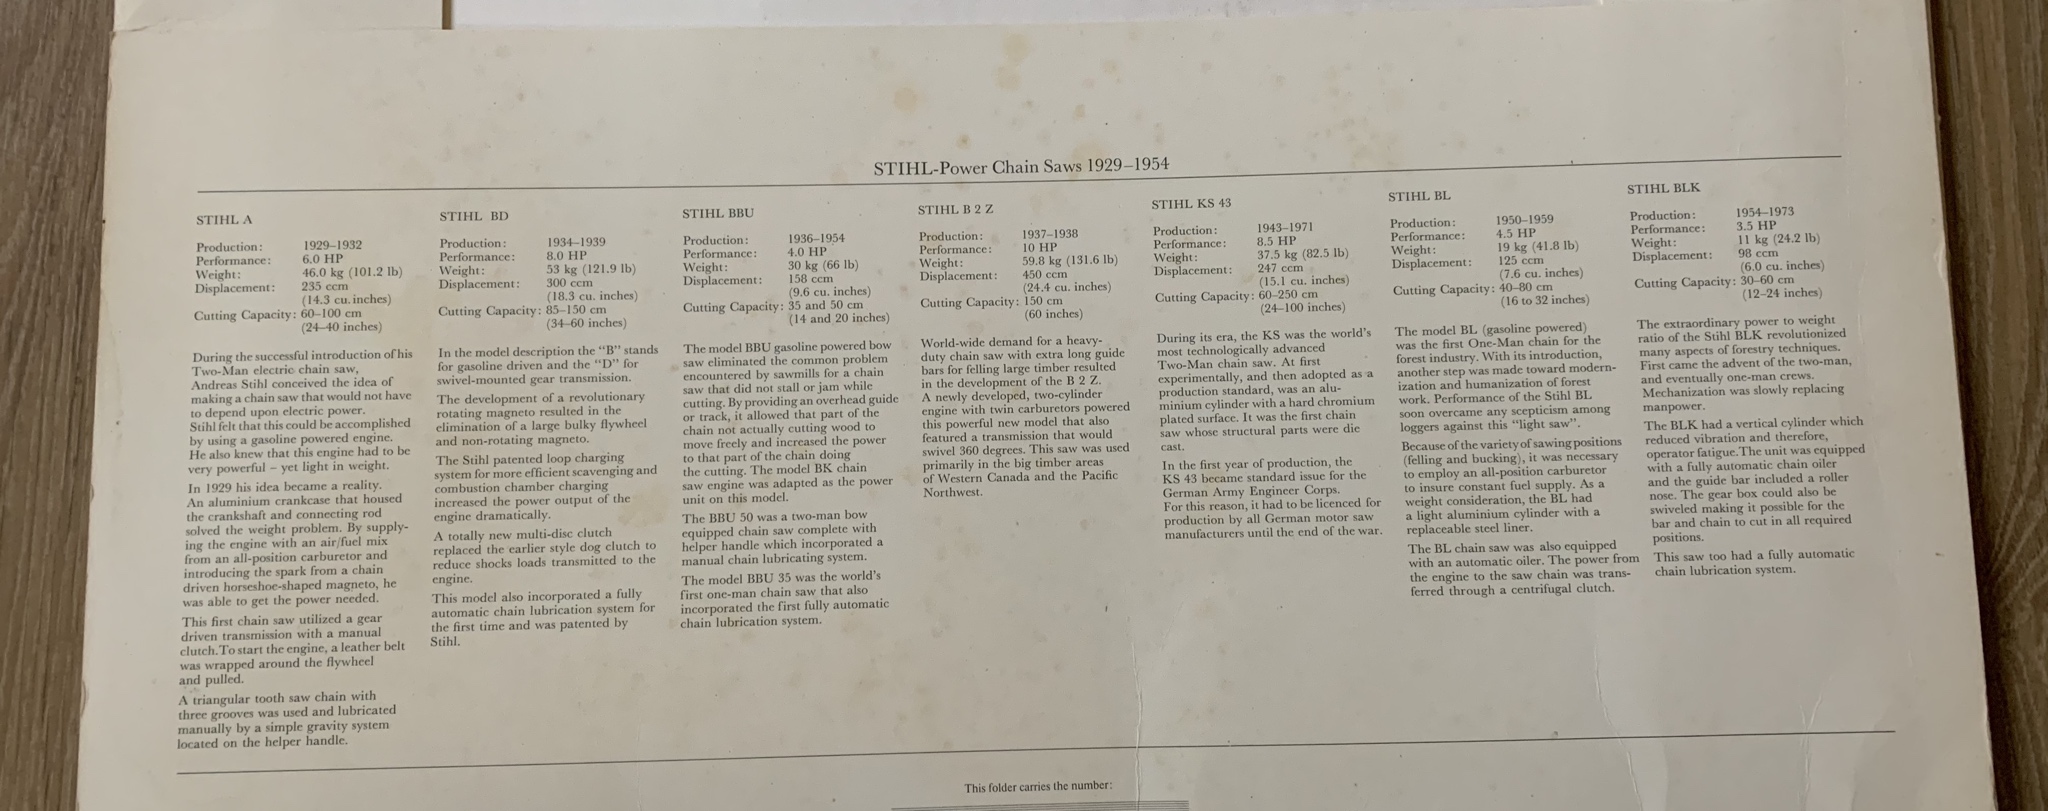 STIHL-Power Chain Saws 1929–1954
STIHL A
Production: 1929–1932
Performance: 6.0 HP
Weight: 46.0 kg (101.2 lb)
Displacement: 235 ccm
(14.3 cu. inches)
Cutting Capacity: 60–100 cm
(24–40 inches)
During the successful introduction of his
Two-Man electric chain saw,
Andreas Stihl conceived the idea of
making a chain saw that would not have
to depend upon electric power.
Stihl felt that this could be accomplished
by using a gasoline powered engine.
He also knew that this engine had to be
very powerful – yet light in weight.
In 1929 his idea became a reality.
An aluminium crankcase that housed
the crankshaft and connecting rod
solved the weight problem. By supply-
ing the engine with an air/fuel mix
from an all-position carburetor and
introducing the spark from a chain
driven horseshoe-shaped magneto, he
was able to get the power needed.
This first chain saw utilized a gear
driven transmission with a manual
clutch. To start the engine, a leather belt
was wrapped around the flywheel
and pulled.
A triangular tooth saw chain with
three grooves was used and lubricated
manually by a simple gravity system
located on the helper handle.
STIHL BD
Production: 1934–1939
Performance: 8.0 HP
Weight: 53 kg (121.9 lb)
Displacement: 300 ccm
(18.3 cu. inches)
Cutting Capacity: 85–150 cm
(34–60 inches)
In the model description the “B” stands
for gasoline driven and the “D” for
swivel-mounted gear transmission.
The development of a revolutionary
rotating magneto resulted in the
elimination of a large bulky flywheel
and non-rotating magneto.
The Stihl patented loop charging
system for more efficient scavenging and
combustion chamber charging
increased the power output of the
engine dramatically.
A totally new multi-disc clutch
replaced the earlier style dog clutch to
reduce shocks loads transmitted to the
engine.
This model also incorporated a fully
automatic chain lubrication system for
the first time and was patented by
Stihl.
STIHL BBU
Production: 1936–1954
Performance: 4.0 HP
Weight: 30 kg (66 lb)
Displacement: 158 ccm
(9.6 cu. inches)
Cutting Capacity: 35 and 50 cm
(14 and 20 inches)
The model BBU gasoline powered bow
saw eliminated the common problem
encountered by sawmills for a chain
saw that did not stall or jam while
cutting. By providing an overhead guide
or track, it allowed that part of the
chain not actually cutting wood to
move freely and increased the power
to that part of the chain doing
the cutting. The model BK chain
saw engine was adapted as the power
unit on this model.
The BBU 50 was a two-man bow
equipped chain saw complete with
helper handle which incorporated a
manual chain lubricating system.
The model BBU 35 was the world's
first one-man chain saw that also
incorporated the first fully automatic
chain lubrication system.
STIHL B 2 Z
Production: 1937–1938
Performance: 10 HP
Weight: 59.8 kg (131.6 lb)
Displacement: 450 ccm
(24.4 cu. inches)
Cutting Capacity: 150 cm
(60 inches)
World-wide demand for a heavy-
duty chain saw with extra long guide
bars for felling large timber resulted
in the development of the B 2 Z.
A newly developed, two-cylinder
engine with twin carburetors powered
this powerful new model that also
featured a transmission that would
swivel 360 degrees. This saw was used
primarily in the big timber areas
of Western Canada and the Pacific
Northwest.
STIHL KS 43
Production: 1943–1971
Performance: 8.5 HP
Weight: 37.5 kg (82.5 lb)
Displacement: 247 ccm
(15.1 cu. inches)
Cutting Capacity: 60–250 cm
(24–100 inches)
During its era, the KS was the world's
most technologically advanced
Two-Man chain saw. At first
experimentally, and then adopted as a
production standard, was an alu-
minium cylinder with a hard chromium
plated surface. It was the first chain
saw whose structural parts were die
cast.
In the first year of production, the
KS 43 became standard issue for the
German Army Engineer Corps.
For this reason, it had to be licenced for
production by all German motor saw
manufacturers until the end of the war.
STIHL BL
Production: 1950–1959
Performance: 4.5 HP
Weight: 19 kg (41.8 lb)
Displacement: 125 ccm
(7.6 cu. inches)
Cutting Capacity: 40–80 cm
(16 to 32 inches)
The model BL (gasoline powered)
was the first One-Man chain for the
forest industry. With its introduction,
another step was made toward modern-
ization and humanization of forest
work. Performance of the Stihl BL
soon overcame any scepticism among
loggers against this “light saw”.
Because of the variety of sawing positions
(felling and bucking), it was necessary
to employ an all-position carburetor
to insure constant fuel supply. As a
weight consideration, the BL had
a light aluminium cylinder with a
replaceable steel liner.
The BL chain saw was also equipped
with an automatic oiler. The power from
the engine to the saw chain was trans-
ferred through a centrifugal clutch.
STIHL BLK
Production: 1954–1973
Performance: 3.5 HP
Weight: 11 kg (24.2 lb)
Displacement: 98 ccm
(6.0 cu. inches)
Cutting Capacity: 30–60 cm
(12–24 inches)
The extraordinary power to weight
ratio of the Stihl BLK revolutionized
many aspects of forestry techniques.
First came the advent of the two-man,
and eventually one-man crews.
Mechanization was slowly replacing
manpower.
The BLK had a vertical cylinder which
reduced vibration and therefore,
operator fatigue. The unit was equipped
with a fully automatic chain oiler
and the guide bar included a roller
nose. The gear box could also be
swiveled making it possible for the
bar and chain to cut in all required
positions.
This saw too had a fully automatic
chain lubrication system.
This folder carries the number: